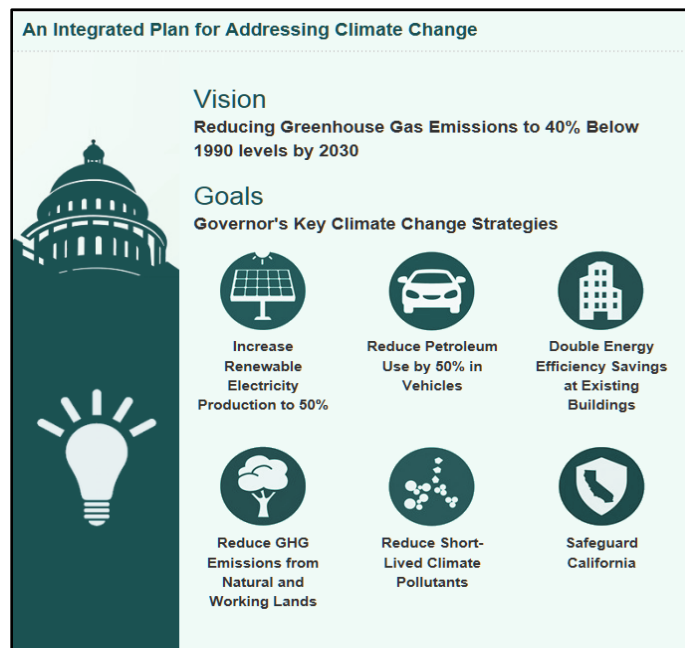 An Integrated Plan for Addressing Climate Change
Vision
Reducing Greenhouse Gas Emissions to 40% Below
1990 levels by 2030
Goals
Governor's Key Climate Change Strategies
Increase
Renewable
Electricity
Production to 50%
Reduce Petroleum
Use by 50% in
Vehicles
Double Energy
Efficiency Savings
at Existing
Buildings
Reduce GHG
Emissions from
Natural and
Working Lands
Reduce Short-
Lived Climate
Pollutants
Safeguard
California